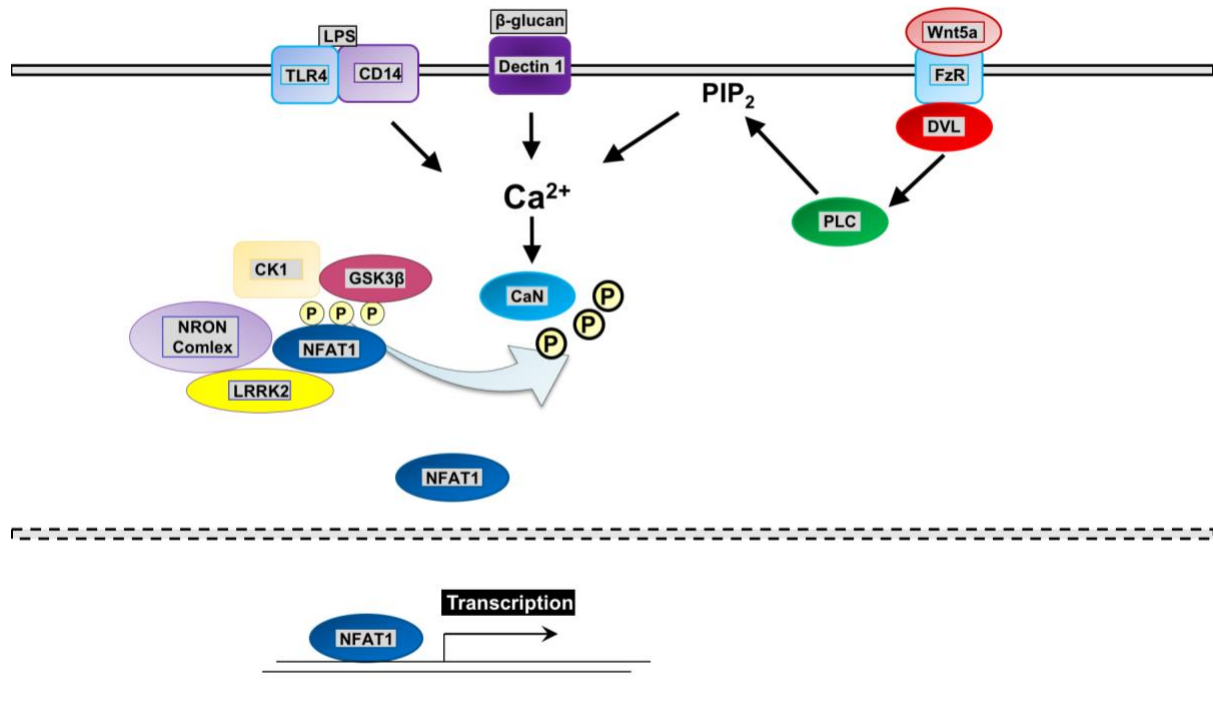 β-glucan
Wnt5a
LPS
TLR4
CD14
Dectin 1
FzR
PIP₂
DVL
Ca²⁺
PLC
CK1
GSK3β
CaN
P
P
P
P
P
P
NRON
Comlex
NFAT1
LRRK2
NFAT1
Transcription
NFAT1